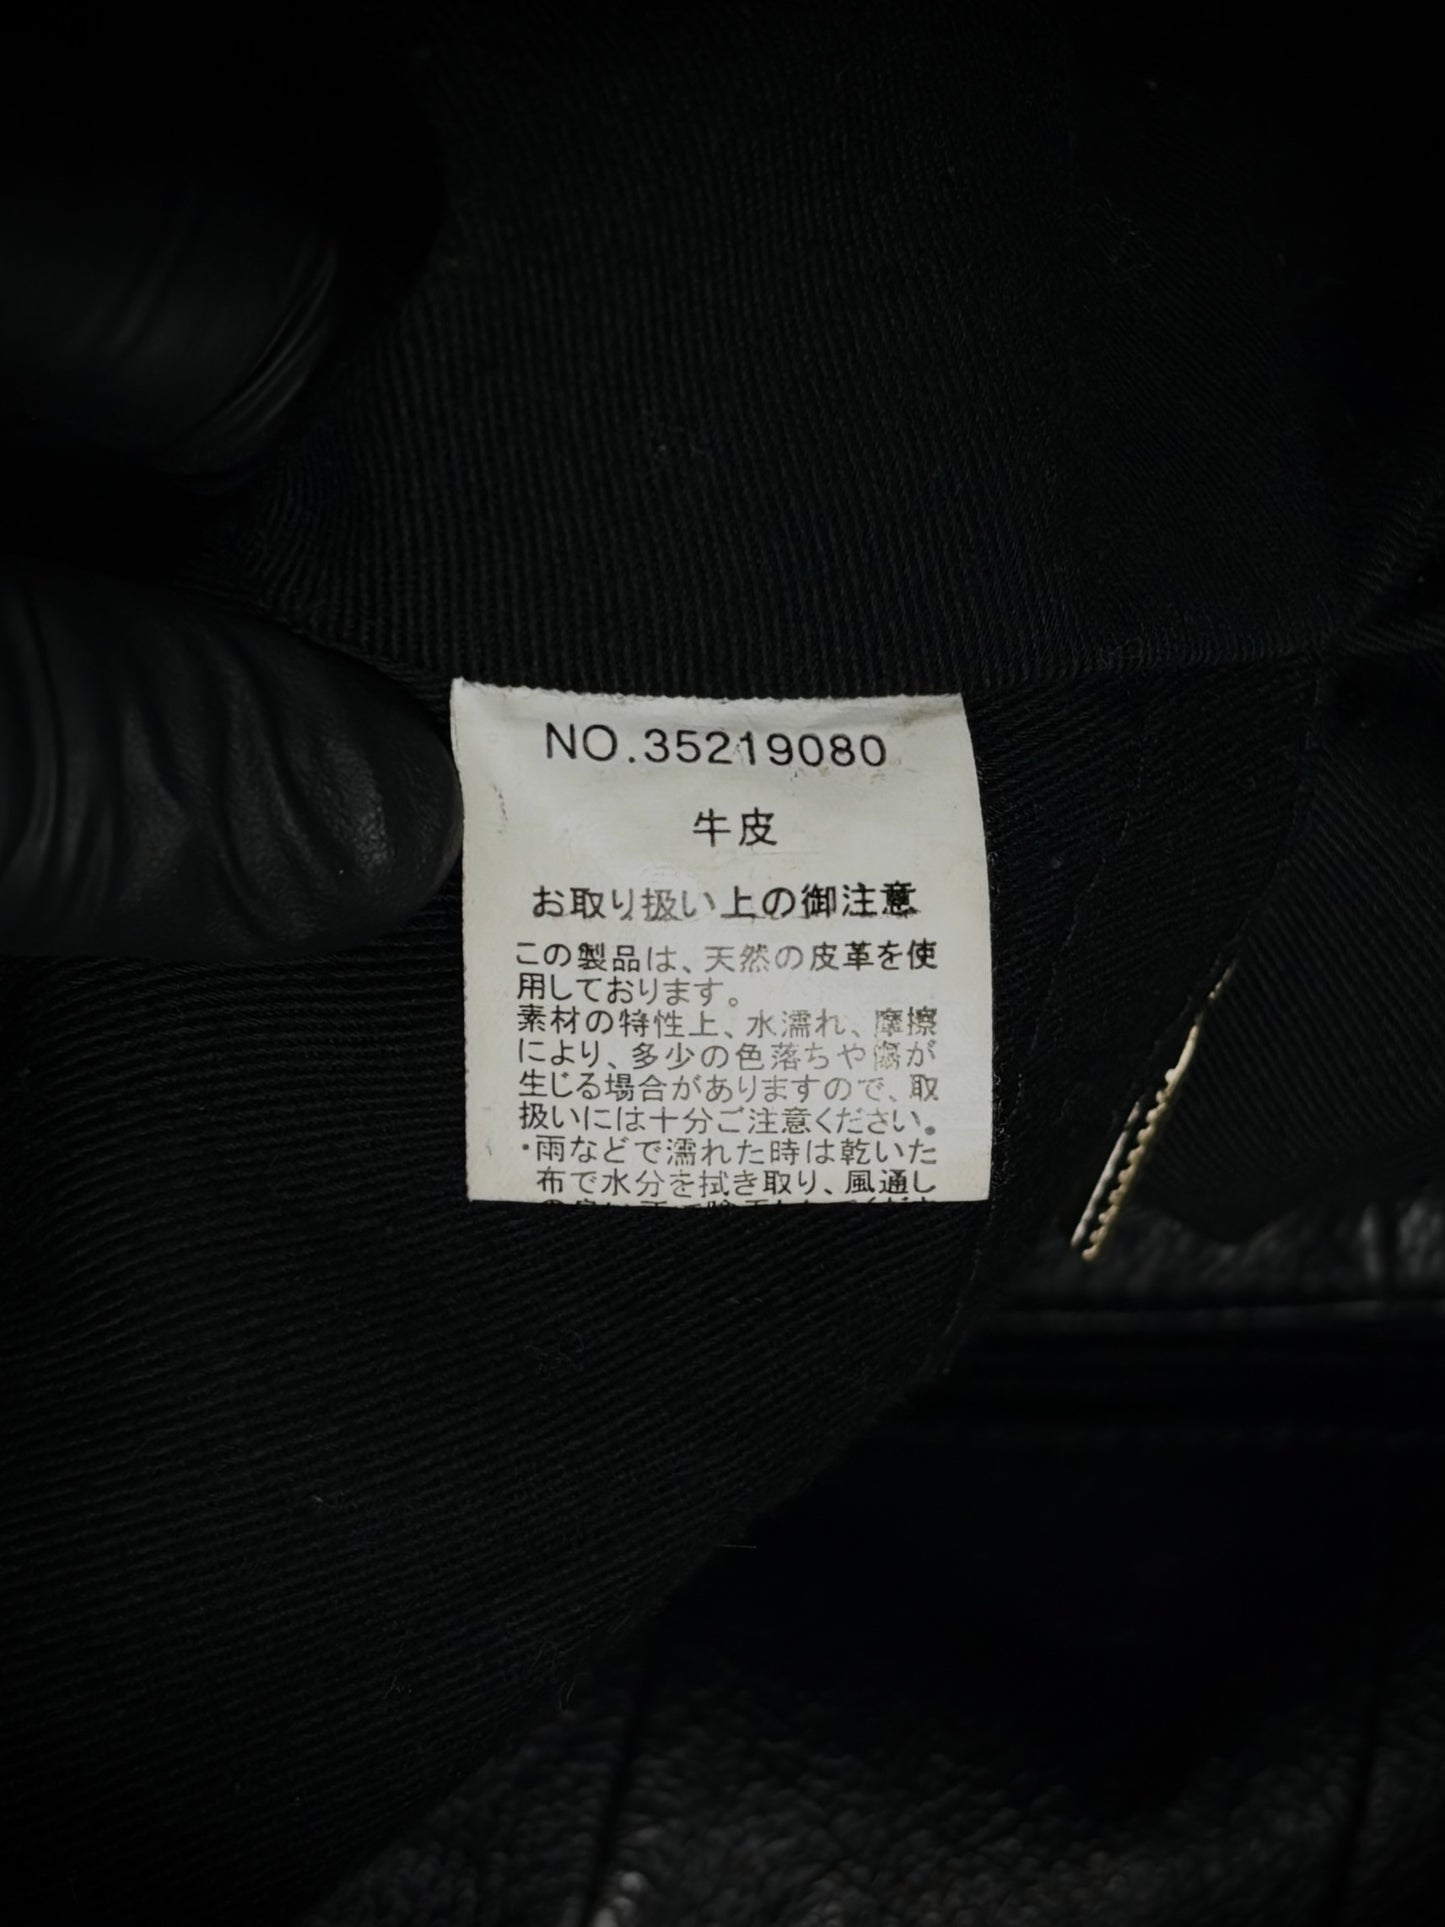 NO.35219080
牛皮
お取り扱い上の御注意
この製品は、天然の皮革を使
用しております。
素材の特性上、水濡れ、摩擦
により、多少の色落ちや傷が
生じる場合がありますので、取
扱いには十分ご注意ください。
・雨などで濡れた時は乾いた
布で水分を拭き取り、風通し